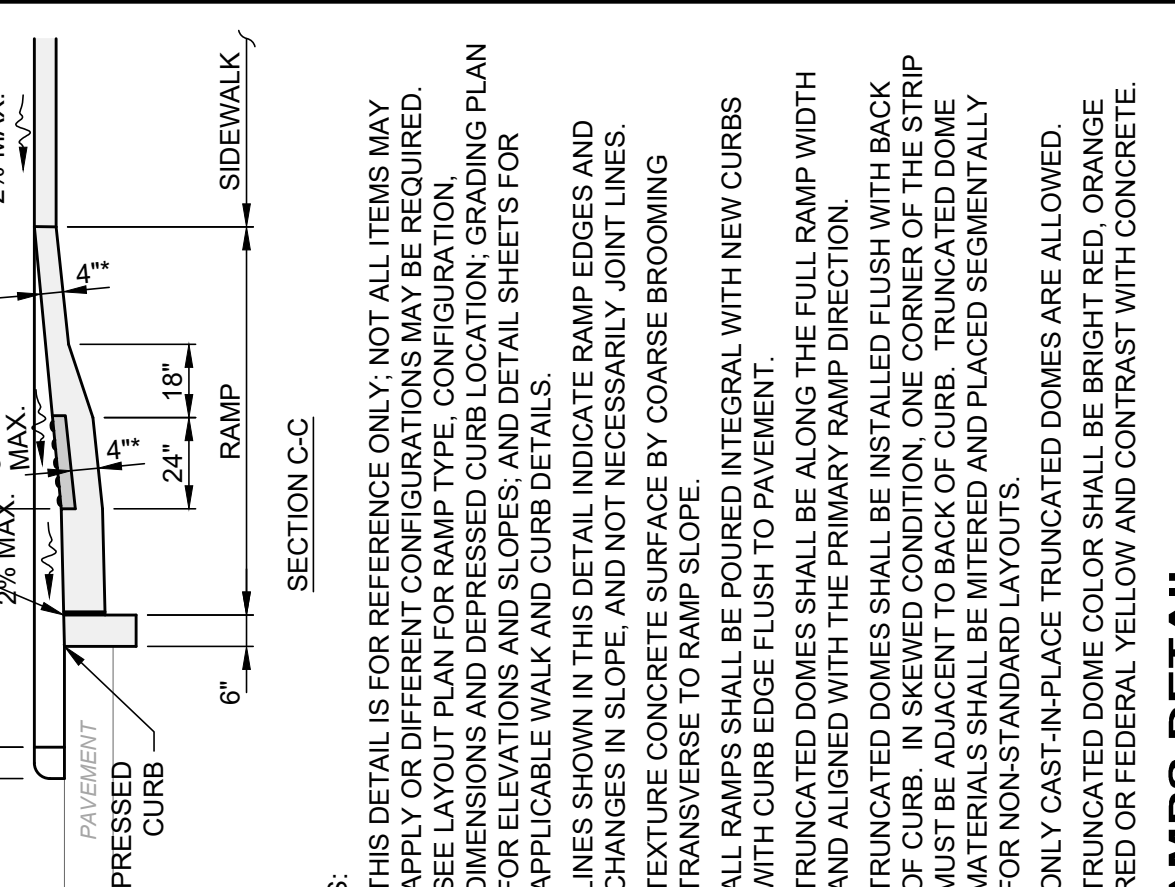 2% MAX.
2% MAX.
MAX.
4"*
4"*
24"
18"
6"
RAMP
SIDEWALK
PAVEMENT
PRESSED
CURB
SECTION C-C
S:
THIS DETAIL IS FOR REFERENCE ONLY; NOT ALL ITEMS MAY
APPLY OR DIFFERENT CONFIGURATIONS MAY BE REQUIRED.
SEE LAYOUT PLAN FOR RAMP TYPE, CONFIGURATION,
DIMENSIONS AND DEPRESSED CURB LOCATION; GRADING PLAN
FOR ELEVATIONS AND SLOPES; AND DETAIL SHEETS FOR
APPLICABLE WALK AND CURB DETAILS.
LINES SHOWN IN THIS DETAIL INDICATE RAMP EDGES AND
CHANGES IN SLOPE, AND NOT NECESSARILY JOINT LINES.
TEXTURE CONCRETE SURFACE BY COARSE BROOMING
TRANSVERSE TO RAMP SLOPE.
ALL RAMPS SHALL BE POURED INTEGRAL WITH NEW CURBS
WITH CURB EDGE FLUSH TO PAVEMENT.
TRUNCATED DOMES SHALL BE ALONG THE FULL RAMP WIDTH
AND ALIGNED WITH THE PRIMARY RAMP DIRECTION.
TRUNCATED DOMES SHALL BE INSTALLED FLUSH WITH BACK
OF CURB. IN SKEWED CONDITION, ONE CORNER OF THE STRIP
MUST BE ADJACENT TO BACK OF CURB. TRUNCATED DOME
MATERIALS SHALL BE MITERED AND PLACED SEGMENTALLY
FOR NON-STANDARD LAYOUTS.
ONLY CAST-IN-PLACE TRUNCATED DOMES ARE ALLOWED.
TRUNCATED DOME COLOR SHALL BE BRIGHT RED, ORANGE
RED OR FEDERAL YELLOW AND CONTRAST WITH CONCRETE.
AMPS DETAIL